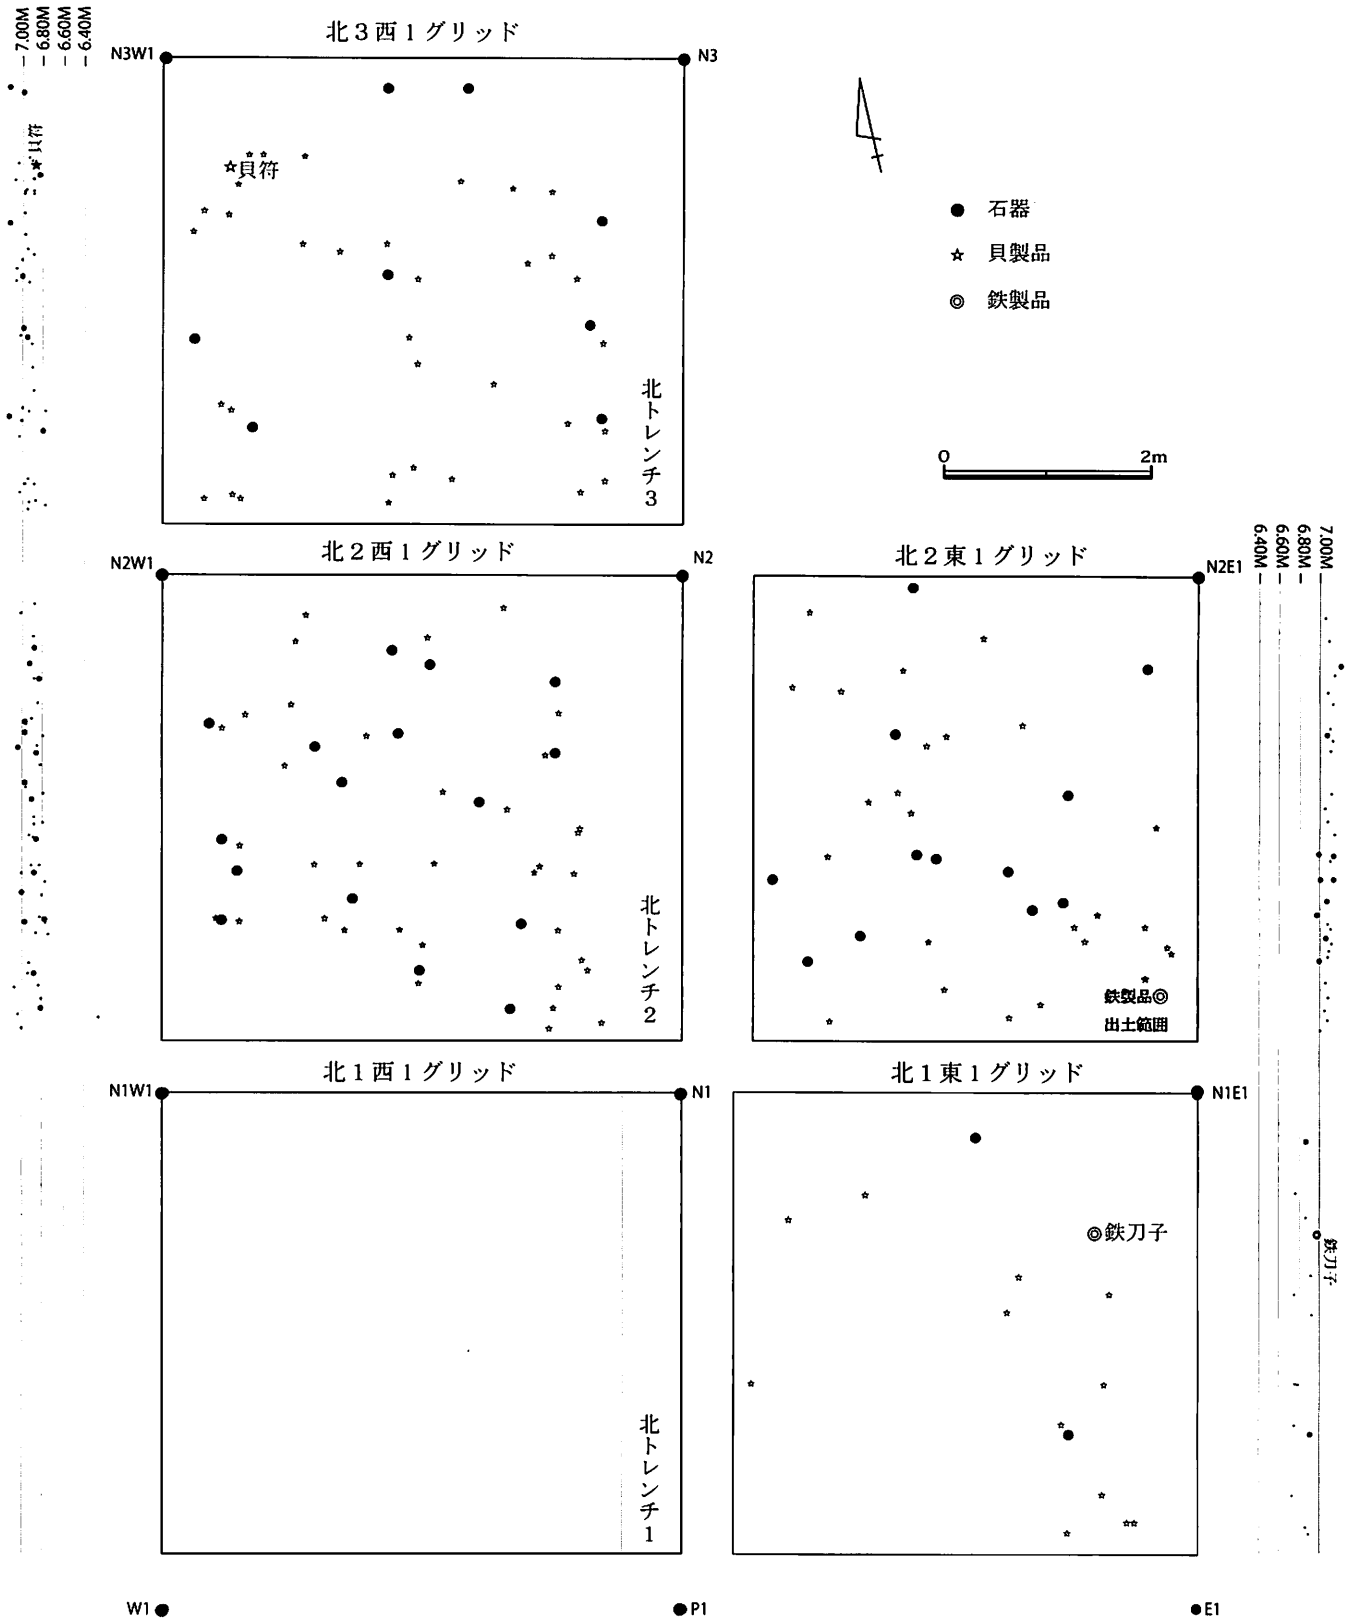 7.00M
6.80M
6.60M
6.40M
貝符
北3西1グリッド
N3W1
N3
貝符
北トレンチ3
石器
貝製品
鉄製品
0 2m
北2西1グリッド
N2W1
N2
北トレンチ2
北2東1グリッド
N2E1
鉄製品
出土範囲
6.40M
6.60M
6.80M
7.00M
北1西1グリッド
N1W1
N1
北トレンチ1
北1東1グリッド
N1E1
鉄刀子
鉄刀子
W1
P1
E1